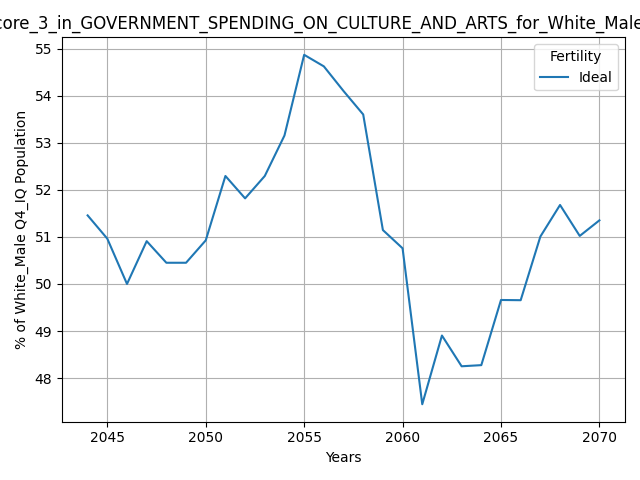 core_3_in_GOVERNMENT_SPENDING_ON_CULTURE_AND_ARTS_for_White_Male
55
54
53
52
51
50
49
48
% of White_Male Q4_IQ Population
Fertility
Ideal
2045 2050 2055 2060 2065 2070
Years